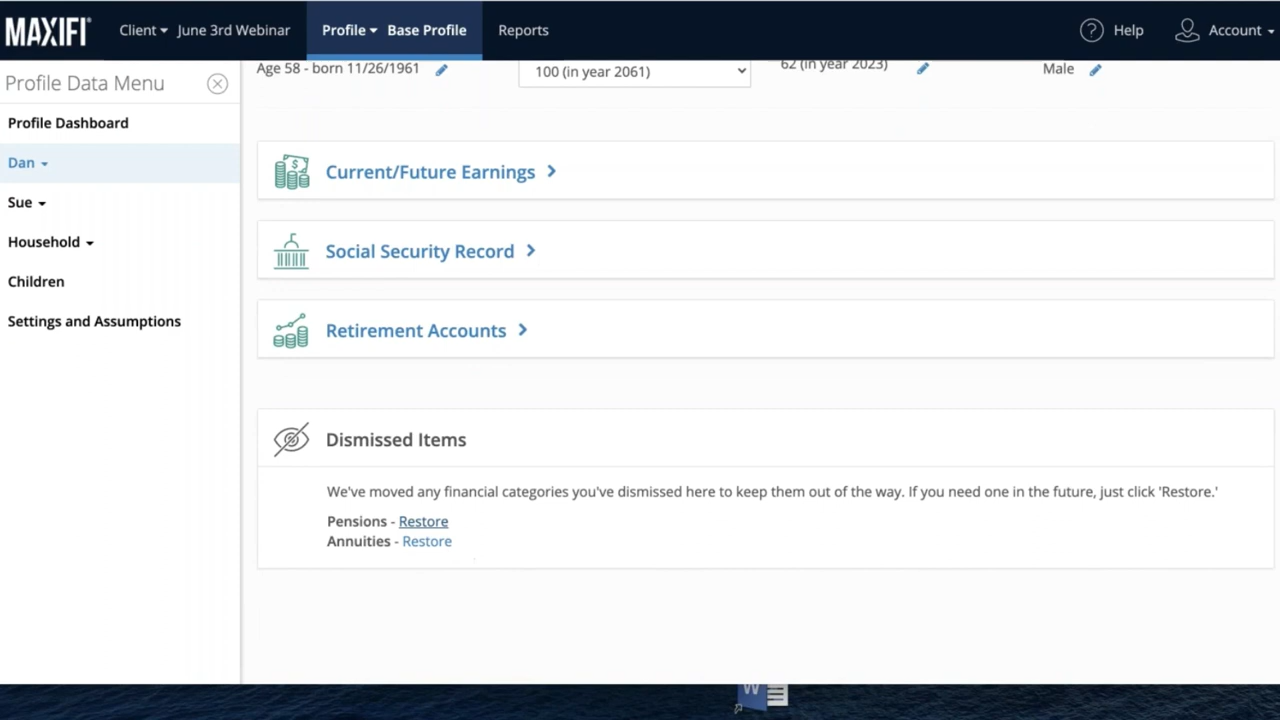 MAXIFI®
Client June 3rd Webinar Profile Base Profile Reports Help Account
Profile Data Menu
Profile Dashboard
Dan
Sue
Household
Children
Settings and Assumptions
Age 58 - born 11/26/1961 100 (in year 2061) 62 (in year 2023) Male
Current/Future Earnings
Social Security Record
Retirement Accounts
Dismissed Items
We've moved any financial categories you've dismissed here to keep them out of the way. If you need one in the future, just click 'Restore.'
Pensions - Restore
Annuities - Restore
W